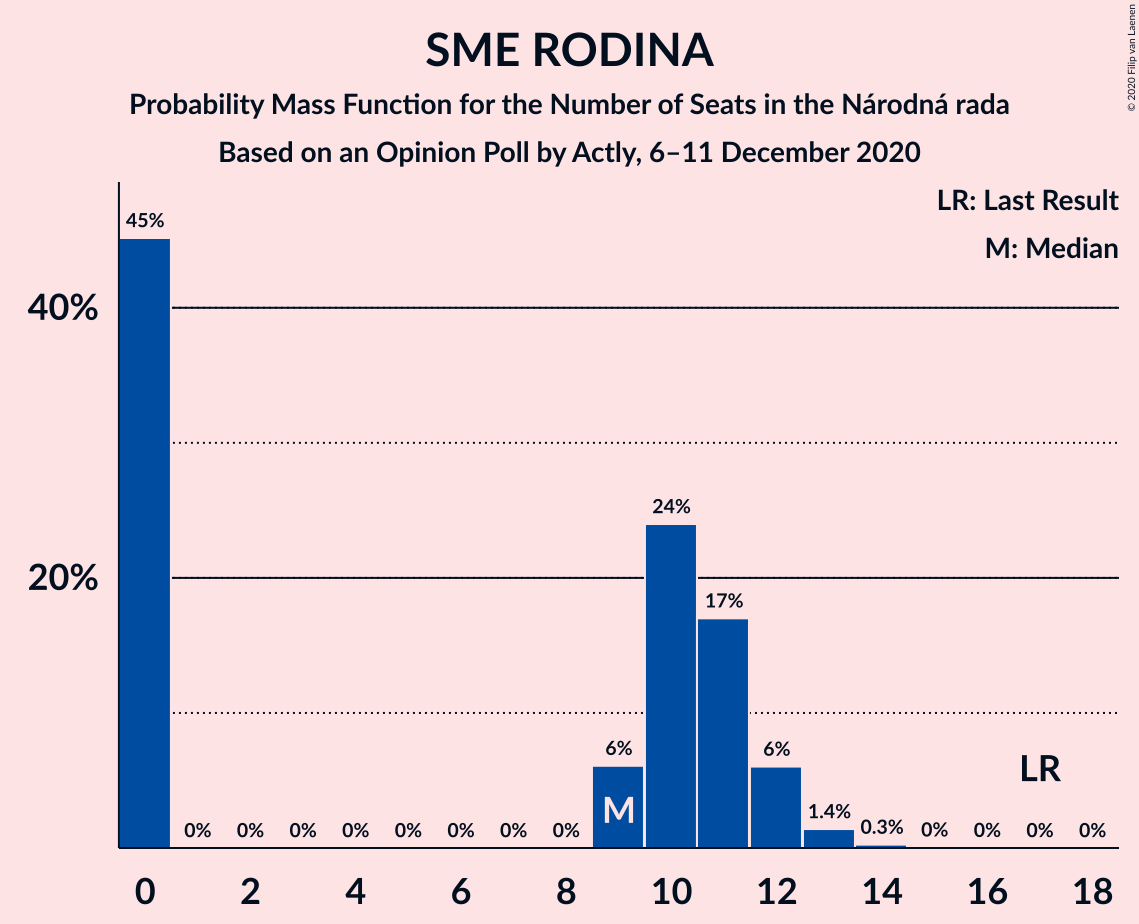 SME RODINA
Probability Mass Function for the Number of Seats in the Národná rada
Based on an Opinion Poll by Actly, 6–11 December 2020
© 2020 Filip van Laenen
LR: Last Result
M: Median
45%
40%
24%
20%
17%
6%
6%
LR
M
1.4%
0.3%
0% 0% 0% 0% 0% 0% 0% 0% 0% 0% 0% 0%
0 2 4 6 8 10 12 14 16 18